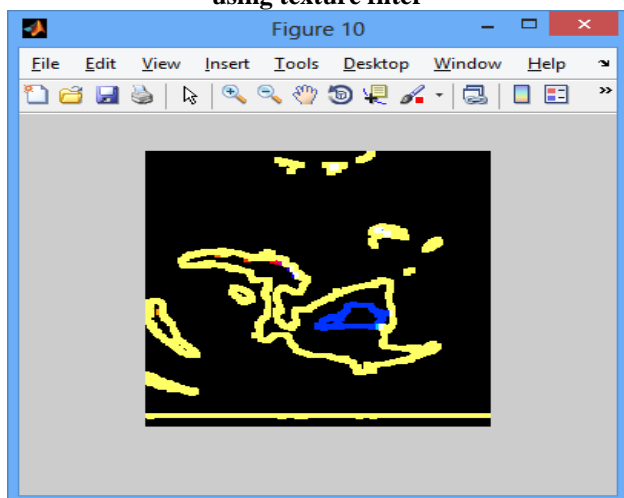 using texture filter
Figure 10
File Edit View Insert Tools Desktop Window Help